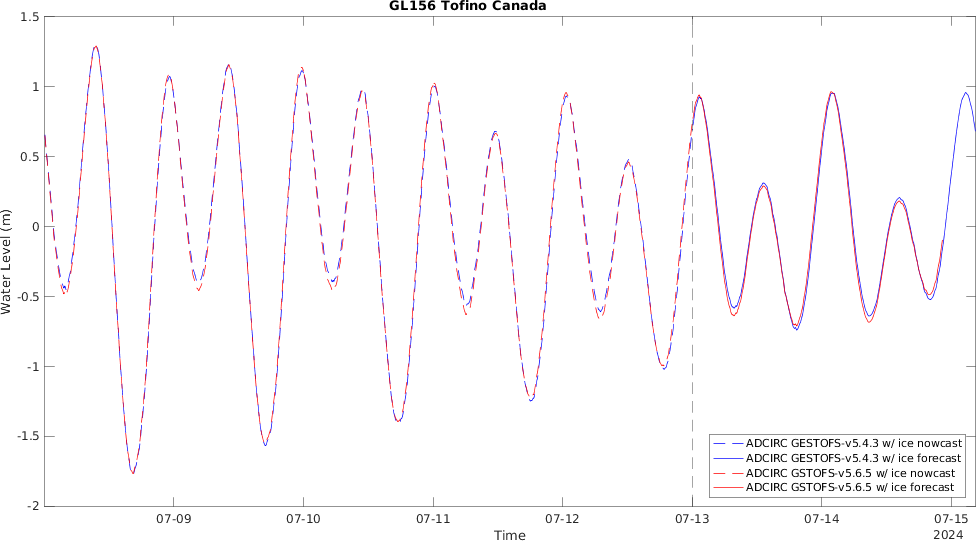 GL156 Tofino Canada
1.5
1
0.5
0
-0.5
-1
-1.5
-2
Water Level (m)
ADCIRC GESTOFS-v5.4.3 w/ ice nowcast
ADCIRC GESTOFS-v5.4.3 w/ ice forecast
ADCIRC GSTOFS-v5.6.5 w/ ice nowcast
ADCIRC GSTOFS-v5.6.5 w/ ice forecast
07-09 07-10 07-11 07-12 07-13 07-14 07-15
Time
2024